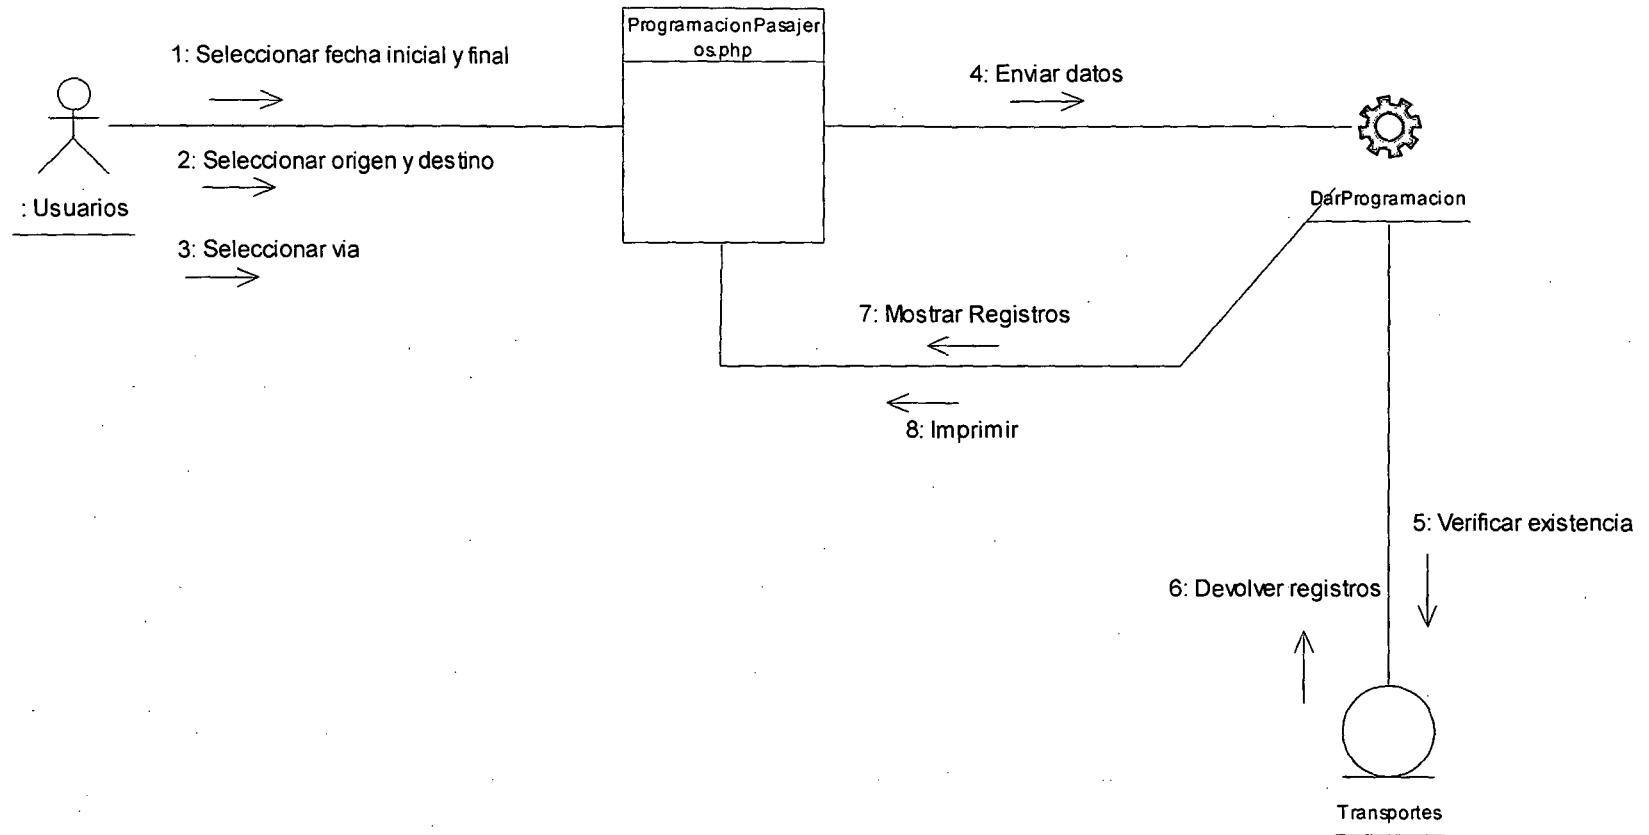 ProgramacionPasajer
os.php
1: Seleccionar fecha inicial y final
4: Enviar datos
2: Seleccionar origen y destino
: Usuarios
DarProgramacion
3: Seleccionar via
7: Mostrar Registros
8: Imprimir
5: Verificar existencia
6: Devolver registros
Transportes